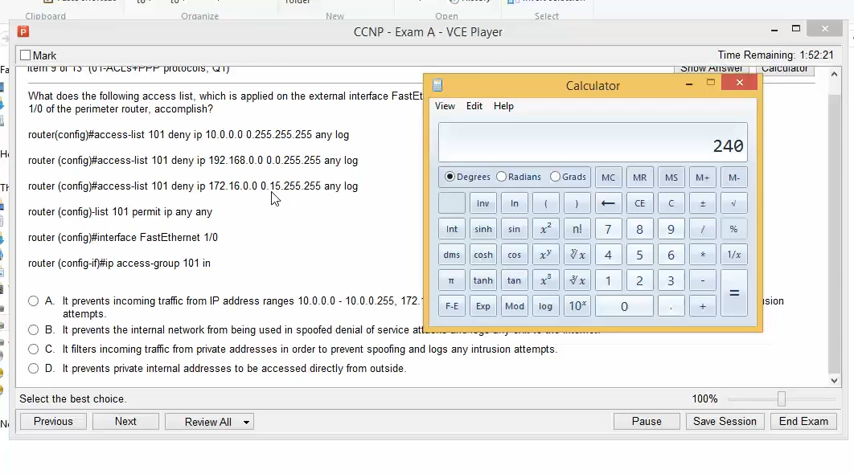 Clipboard
Organize
New
Open
Select
CCNP - Exam A - VCE Player
Mark
Time Remaining: 1:52:21
Item 9 of 13 (01-ACLs+PPP protocols, Q1)
Show Answer
Calculator
What does the following access list, which is applied on the external interface FastEt
1/0 of the perimeter router, accomplish?
router(config)#access-list 101 deny ip 10.0.0.0 0.255.255.255 any log
router (config)#access-list 101 deny ip 192.168.0.0 0.0.255.255 any log
router (config)#access-list 101 deny ip 172.16.0.0 0.15.255.255 any log
router (config)-list 101 permit ip any any
router (config)#interface FastEthernet 1/0
router (config-if)#ip access-group 101 in
A. It prevents incoming traffic from IP address ranges 10.0.0.0 - 10.0.0.255, 172.
usion
attempts.
B. It prevents the internal network from being used in spoofed denial of service
C. It filters incoming traffic from private addresses in order to prevent spoofing and logs any intrusion attempts.
D. It prevents private internal addresses to be accessed directly from outside.
Select the best choice.
100%
Previous
Next
Review All
Pause
Save Session
End Exam
Calculator
View Edit Help
240
Degrees Radians Grads MC MR MS M+ M-
Inv ln ( ) ← CE C ± √
Int sinh sin x² n! 7 8 9 / %
dms cosh cos xʸ ʸ√x 4 5 6 * 1/x
π tanh tan x³ ³√x 1 2 3 - =
F-E Exp Mod log 10ˣ 0 . +